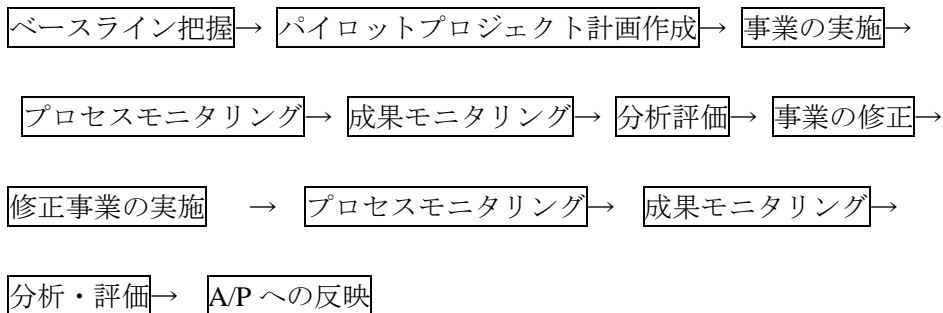 ベースライン把握→ パイロットプロジェクト計画作成→ 事業の実施→
プロセスモニタリング→ 成果モニタリング→ 分析評価→ 事業の修正→
修正事業の実施 → プロセスモニタリング→ 成果モニタリング→
分析・評価→ A/P への反映